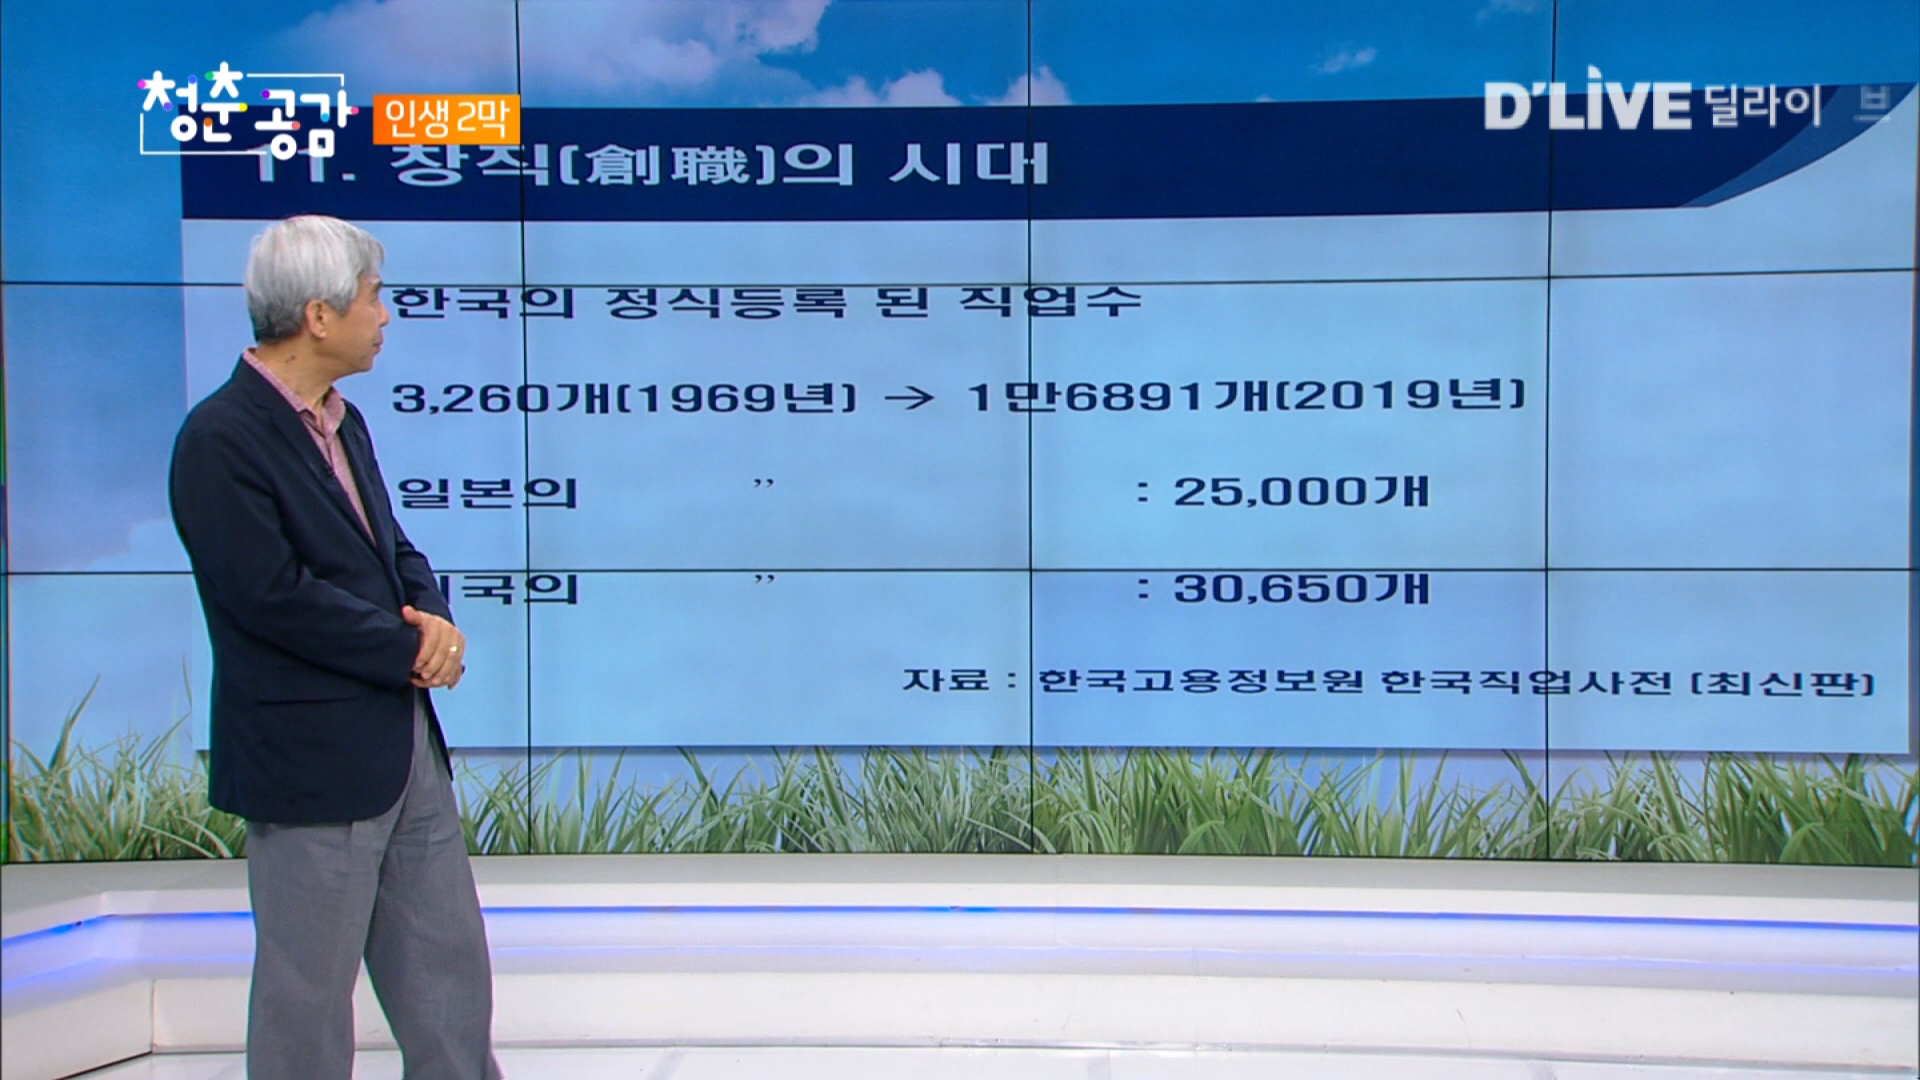 청춘 공감
인생 2막
D'LIVE 딜라이브
11. 창직(創職)의 시대
한국의 정식등록 된 직업수
3,260개(1969년) → 1만6891개(2019년)
일본의 ” : 25,000개
국의 ” : 30,650개
자료 : 한국고용정보원 한국직업사전 (최신판)